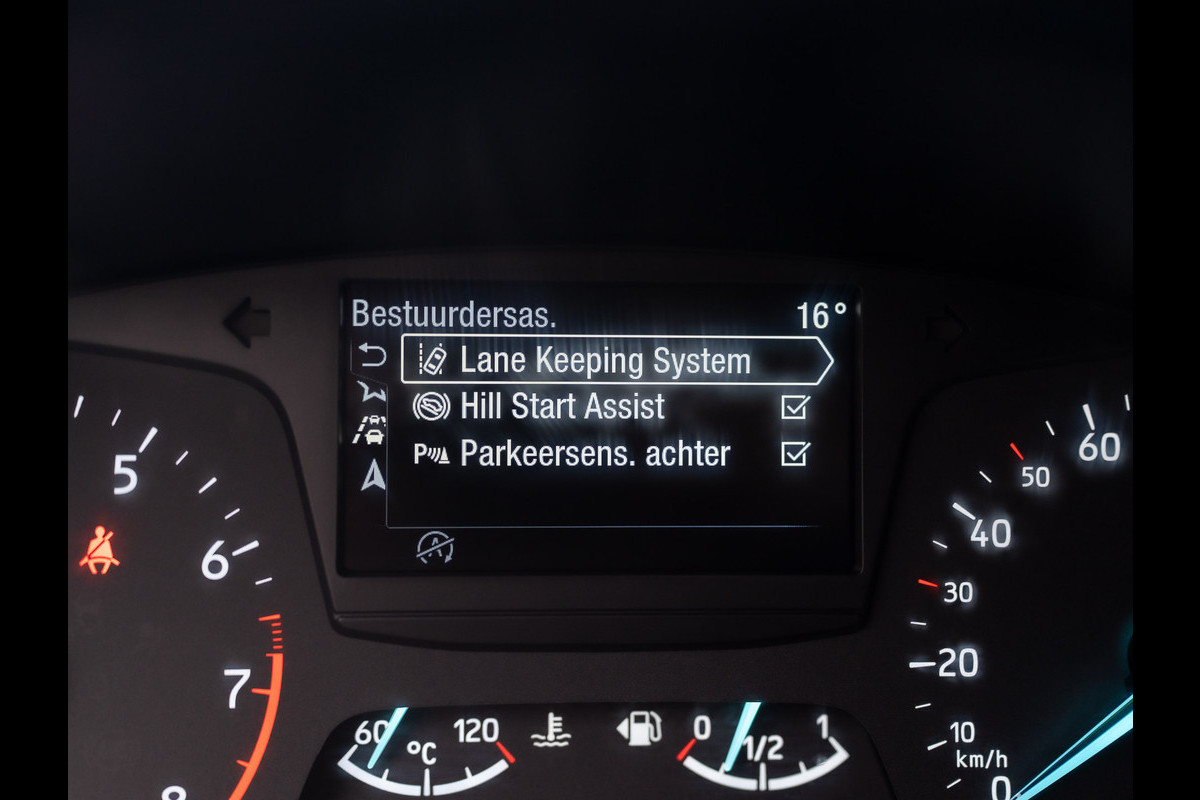 Bestuurdersas. 16°
Lane Keeping System
Hill Start Assist
Parkeersens. achter
5
6
7
8
60
50
40
30
20
10
km/h
0
60 °C 120
0 1/2 1